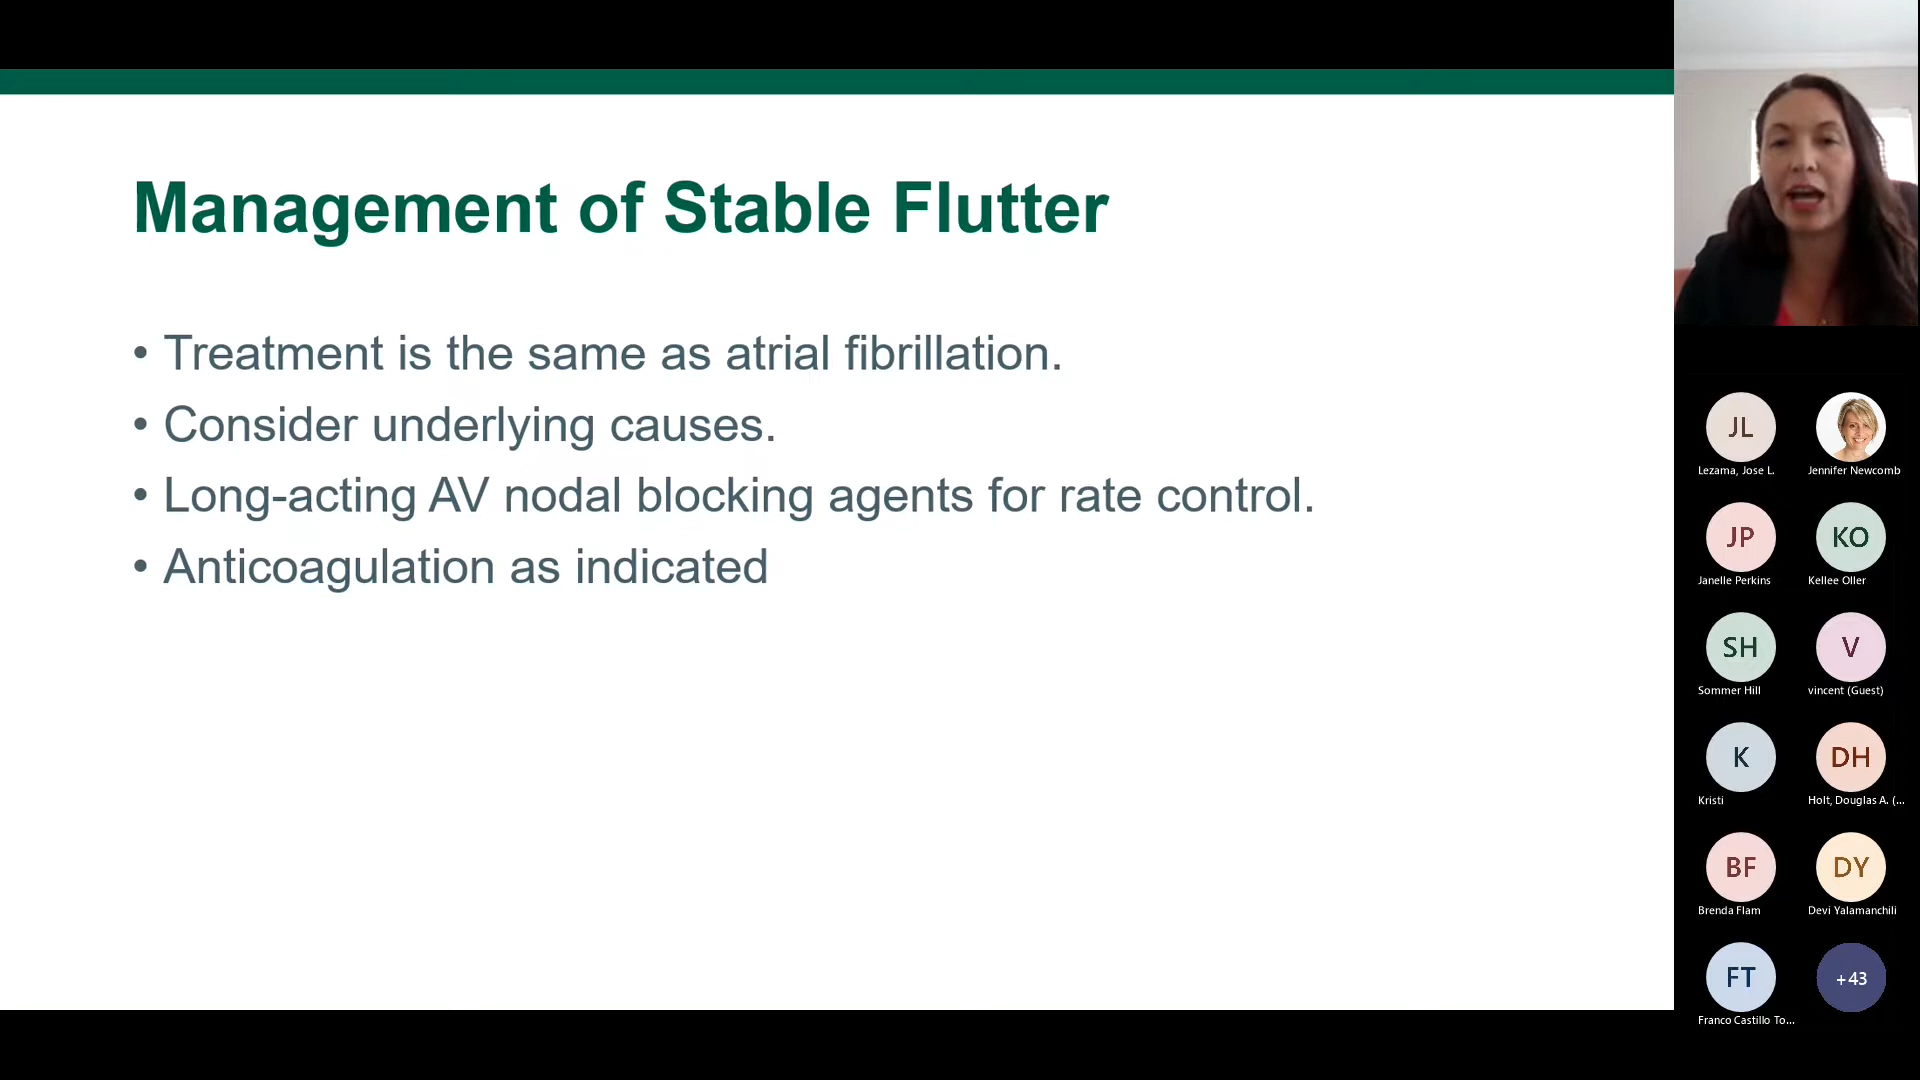 Management of Stable Flutter
• Treatment is the same as atrial fibrillation.
• Consider underlying causes.
• Long-acting AV nodal blocking agents for rate control.
• Anticoagulation as indicated
JL
Lezama, Jose L.
Jennifer Newcomb
JP
Janelle Perkins
KO
Kellee Oller
SH
Sommer Hill
V
vincent (Guest)
K
Kristi
DH
Holt, Douglas A. (...
BF
Brenda Flam
DY
Devi Yalamanchili
FT
Franco Castillo To...
+43